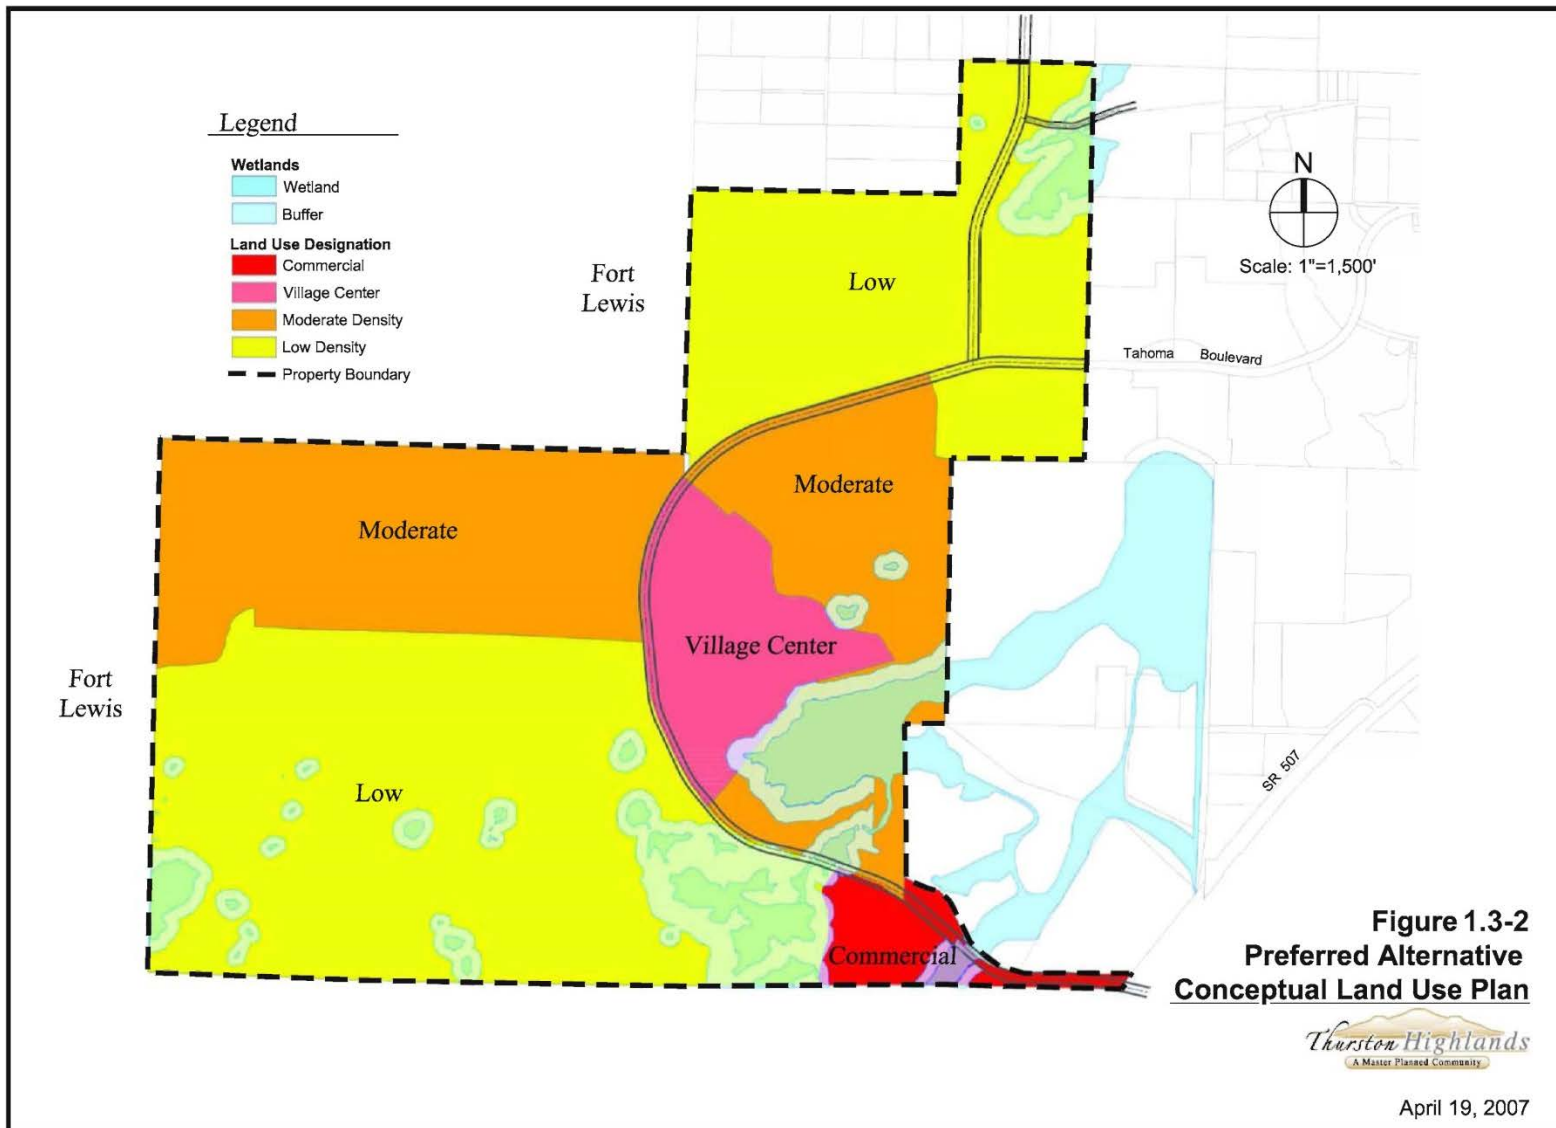 Legend
Wetlands
Wetland
Buffer
Land Use Designation
Commercial
Village Center
Moderate Density
Low Density
Property Boundary
N
Scale: 1"=1,500'
Fort
Lewis
Low
Tahoma Boulevard
Moderate
Moderate
Village Center
Fort
Lewis
Low
SR 507
Commercial
Figure 1.3-2
Preferred Alternative
Conceptual Land Use Plan
Thurston Highlands
A Master Planned Community
April 19, 2007